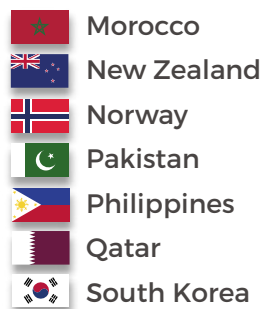 Morocco
New Zealand
Norway
Pakistan
Philippines
Qatar
South Korea